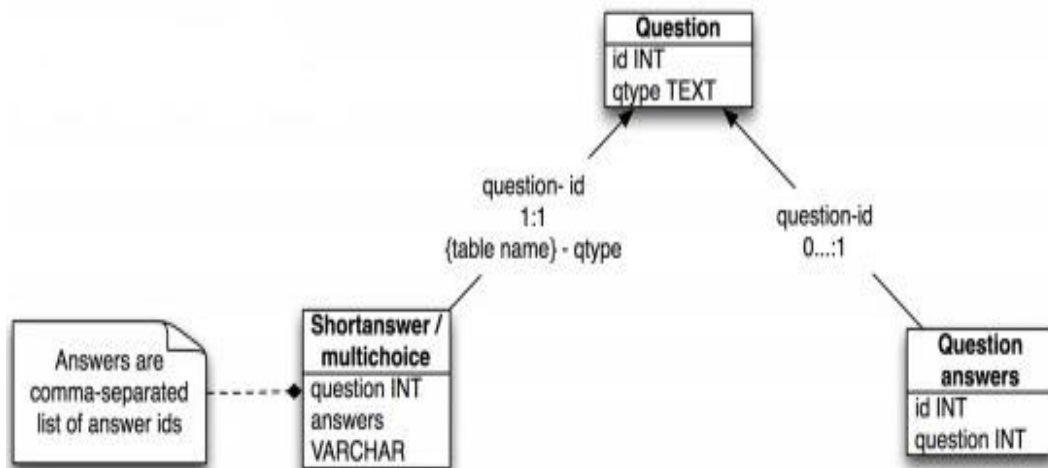 Question
id INT
qtype TEXT
question- id
1:1
{table name} - qtype
question-id
0...:1
Answers are
comma-separated
list of answer ids
Shortanswer /
multichoice
question INT
answers
VARCHAR
Question
answers
id INT
question INT